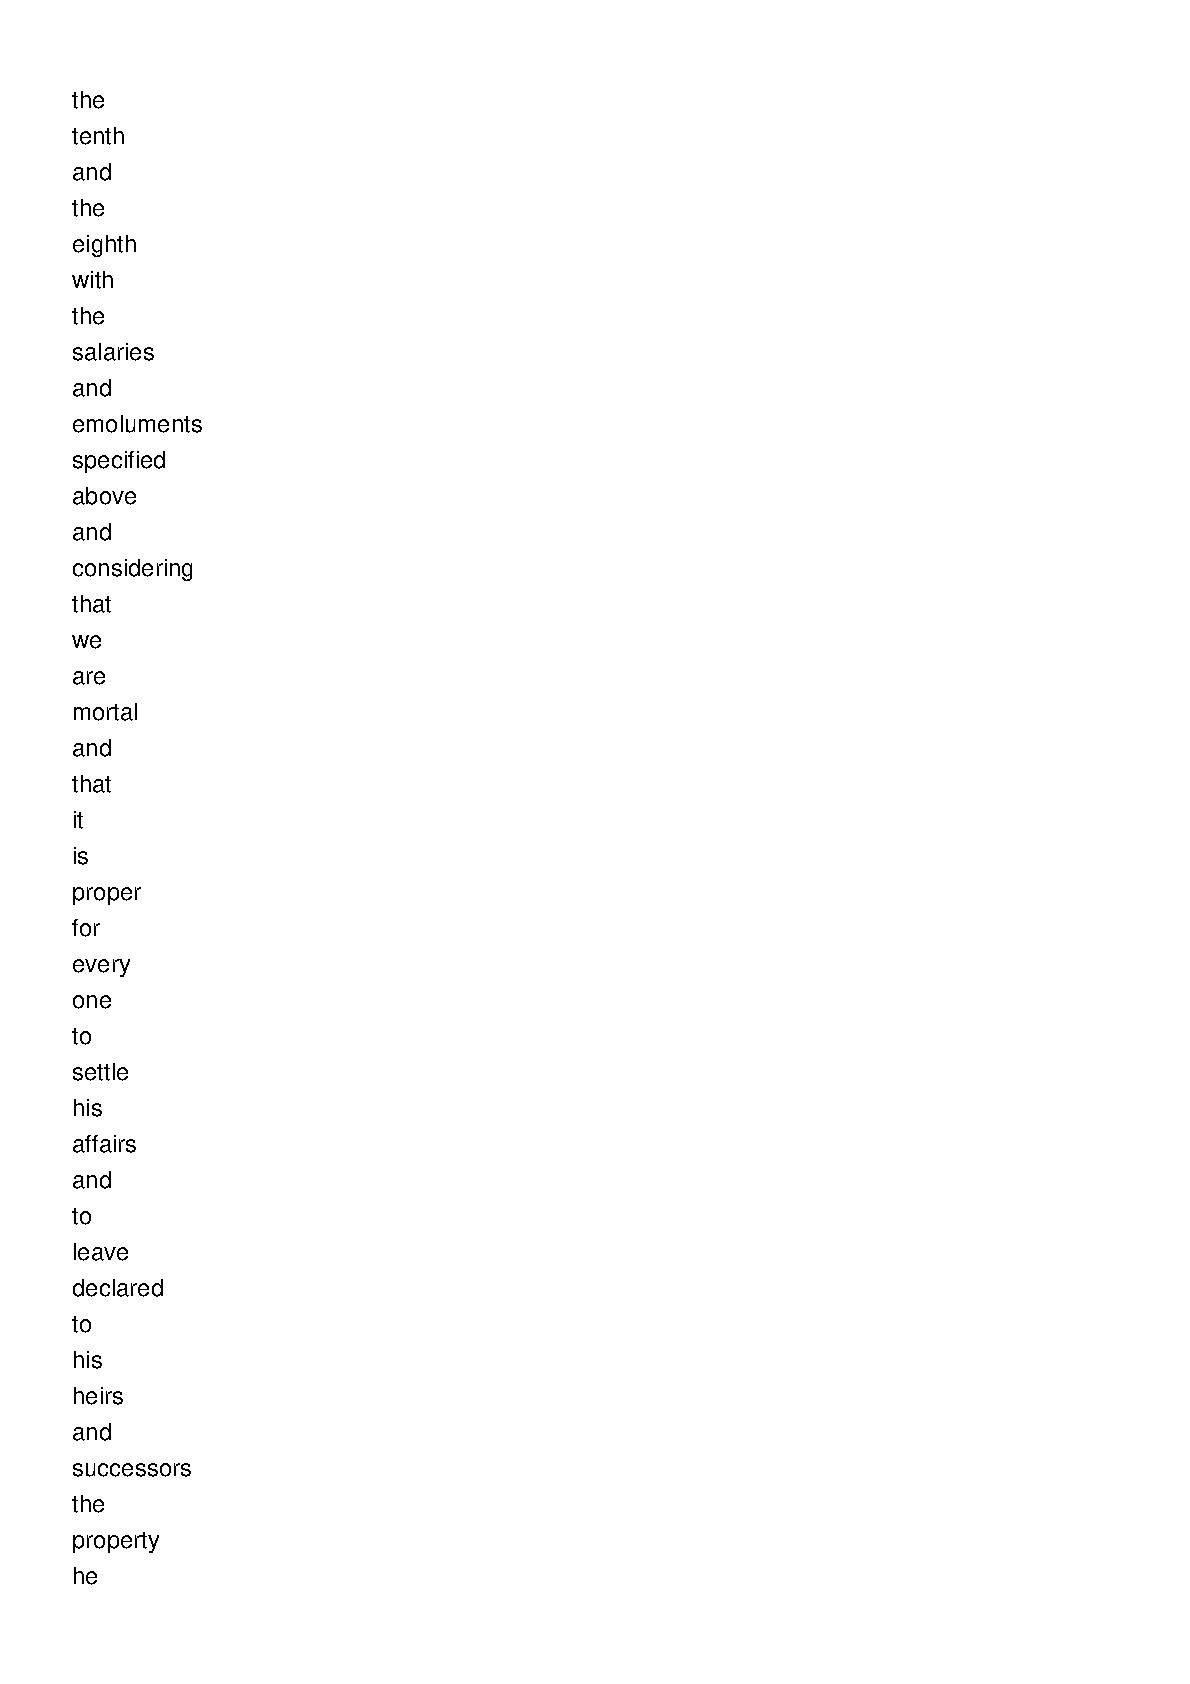 the
tenth
and
the
eighth
with
the
salaries
and
emoluments
specified
above
and
considering
that
we
are
mortal
and
that
it
is
proper
for
every
one
to
settle
his
affairs
and
to
leave
declared
to
his
heirs
and
successors
the
property
he